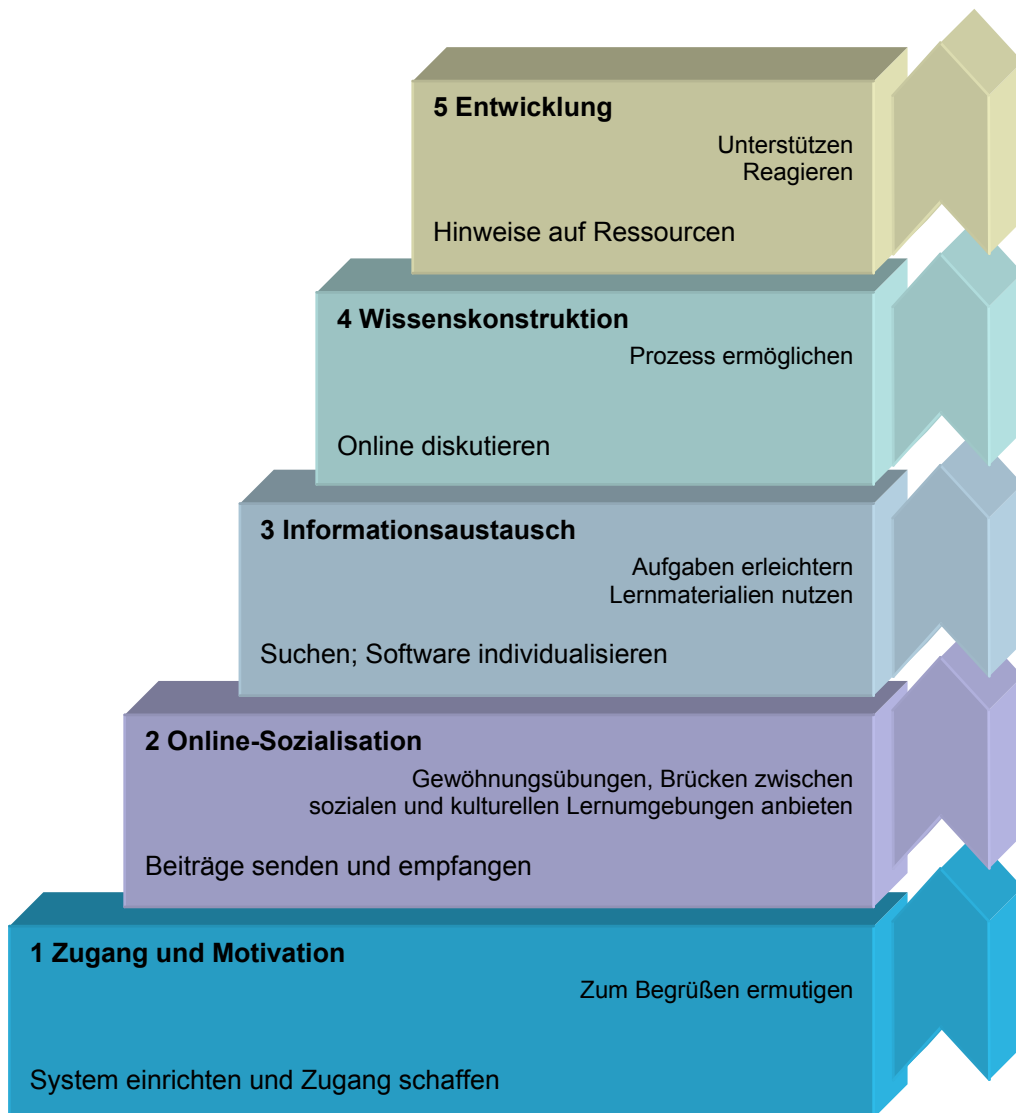 5 Entwicklung
Unterstützen
Reagieren
Hinweise auf Ressourcen
4 Wissenskonstruktion
Prozess ermöglichen
Online diskutieren
3 Informationsaustausch
Aufgaben erleichtern
Lernmaterialien nutzen
Suchen; Software individualisieren
2 Online-Sozialisation
Gewöhnungsübungen, Brücken zwischen
sozialen und kulturellen Lernumgebungen anbieten
Beiträge senden und empfangen
1 Zugang und Motivation
Zum Begrüßen ermutigen
System einrichten und Zugang schaffen